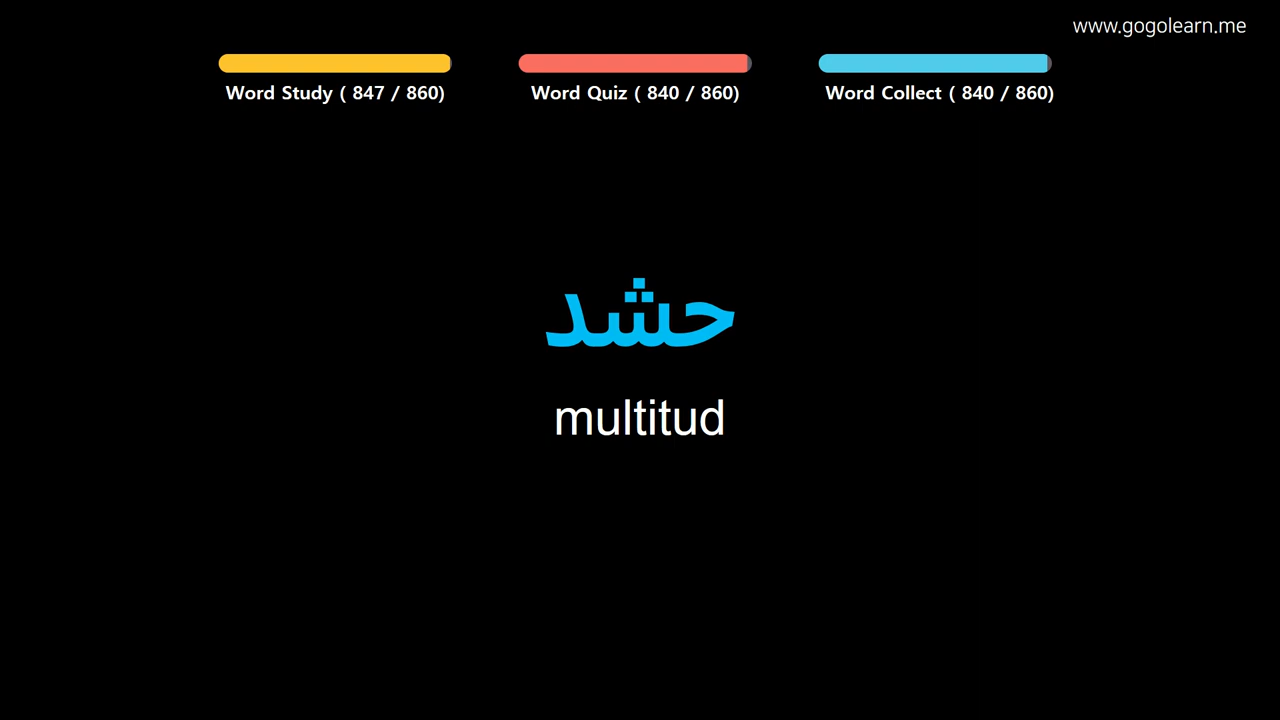 www.gogolearn.me
Word Study ( 847 / 860)
Word Quiz ( 840 / 860)
Word Collect ( 840 / 860)
حشد
multitud